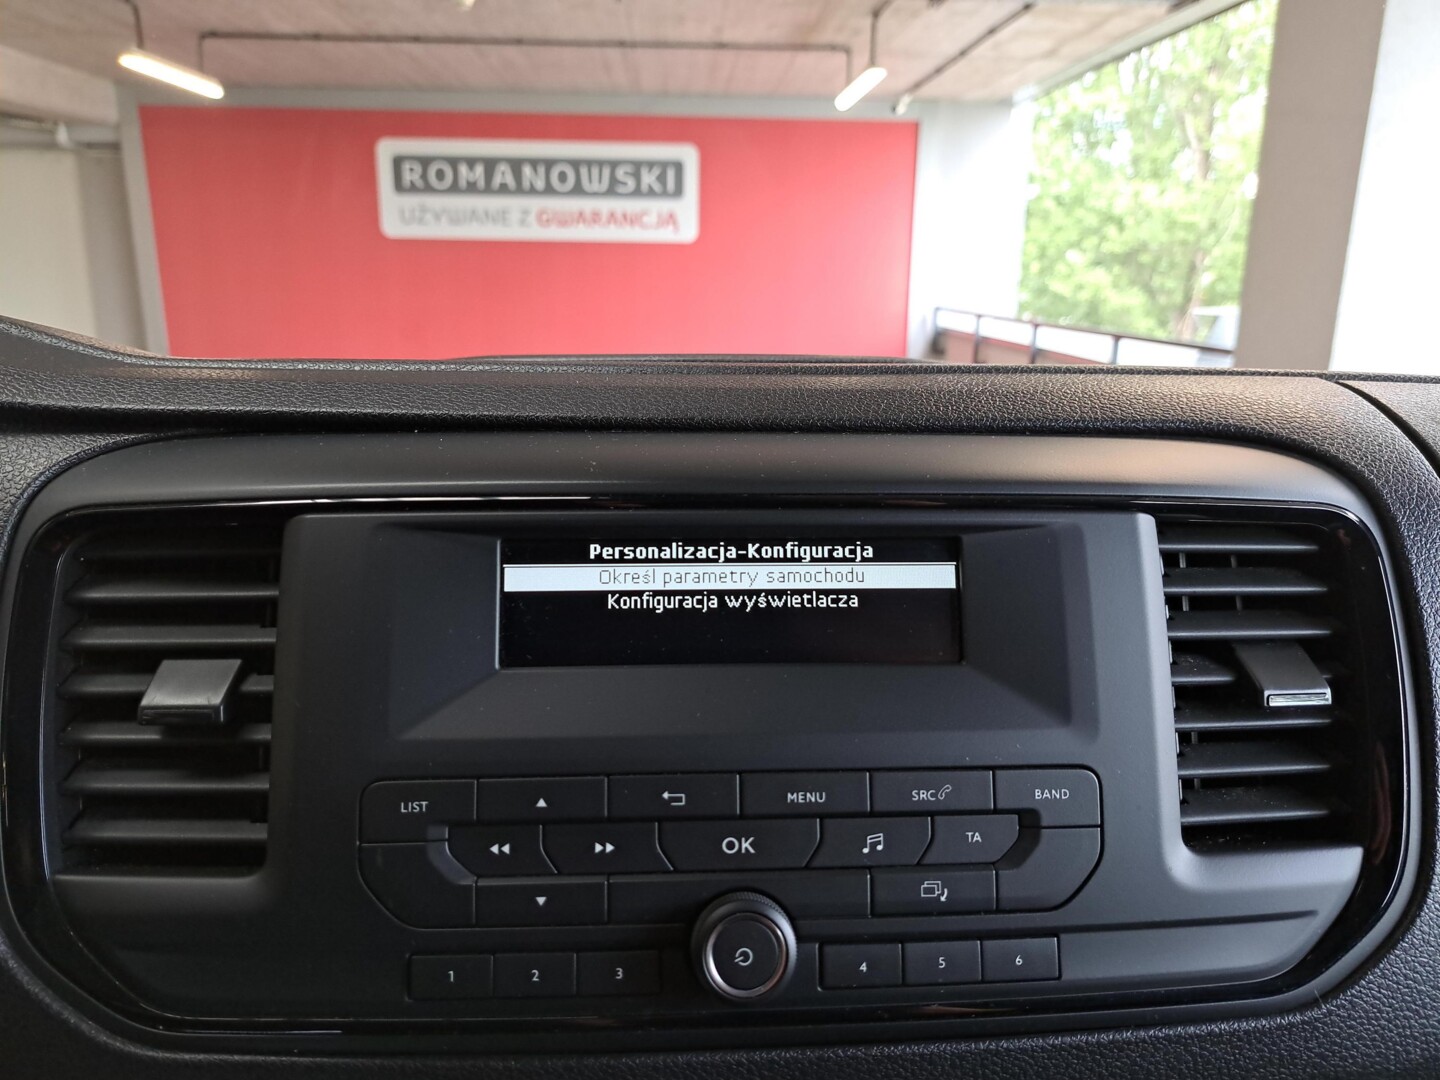 ROMANOWSKI
UŻYWANE Z GWARANCJĄ
Personalizacja-Konfiguracja
Określ parametry samochodu
Konfiguracja wyświetlacza
LIST
MENU
SRC
BAND
OK
TA
1
2
3
4
5
6